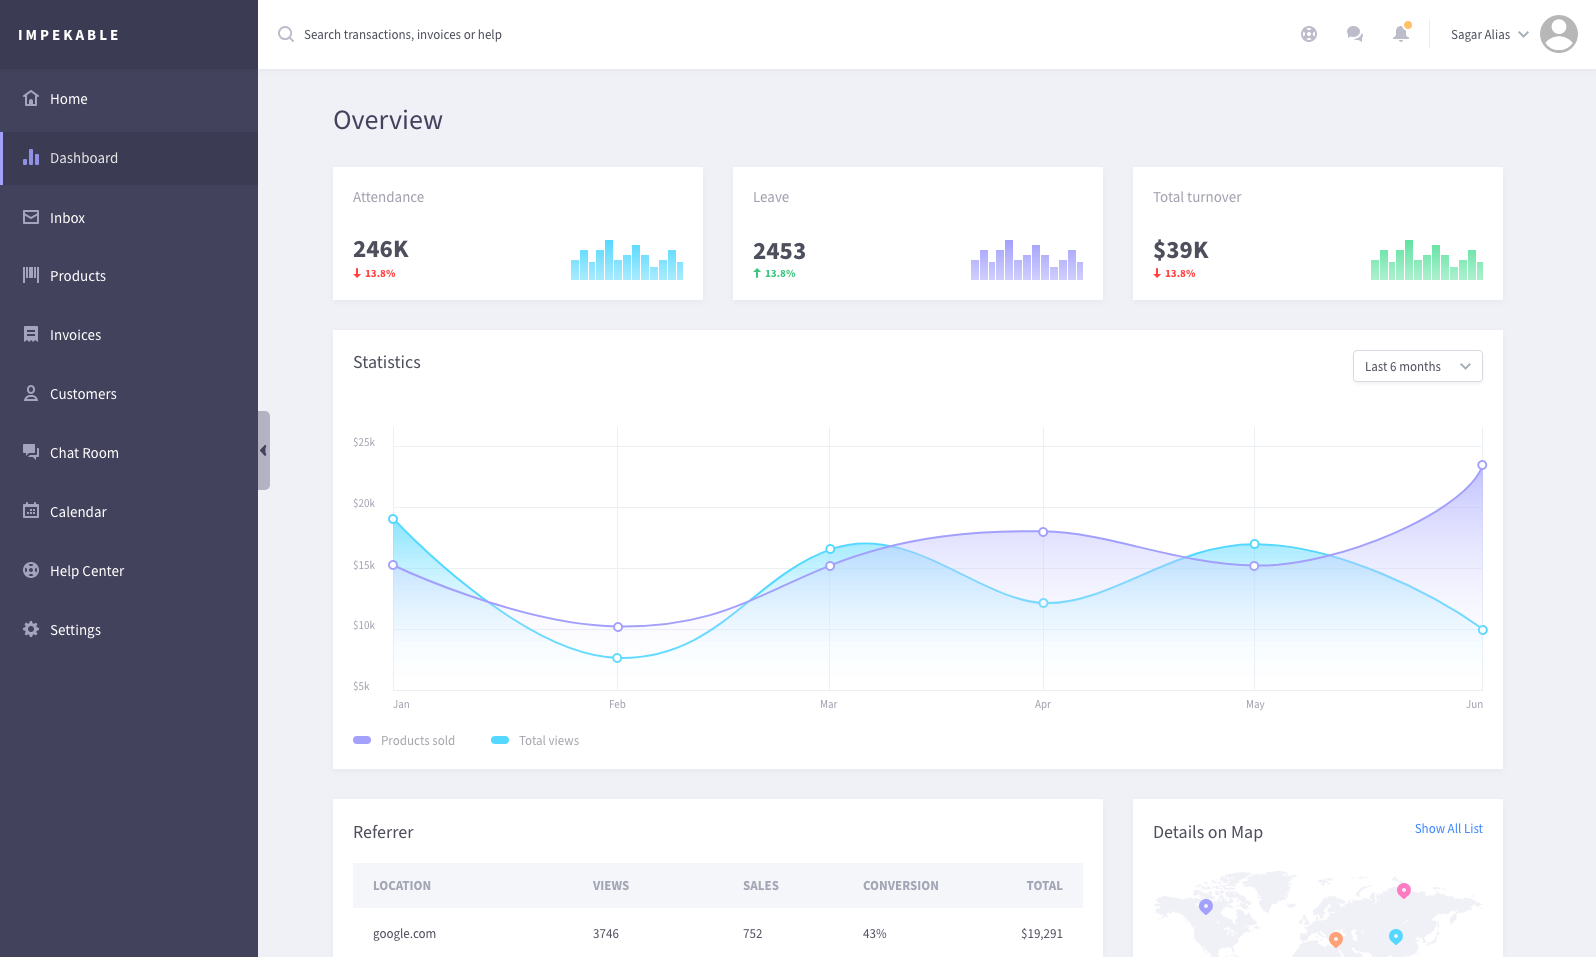 IMPEKABLE
Search transactions, invoices or help
Sagar Alias
Home
Dashboard
Inbox
Products
Invoices
Customers
Chat Room
Calendar
Help Center
Settings
Overview
Attendance
246K
13.8%
Leave
2453
13.8%
Total turnover
$39K
13.8%
Statistics
Last 6 months
$25k
$20k
$15k
$10k
$5k
Jan Feb Mar Apr May Jun
Products sold Total views
Referrer
LOCATION VIEWS SALES CONVERSION TOTAL
google.com 3746 752 43% $19,291
Details on Map
Show All List